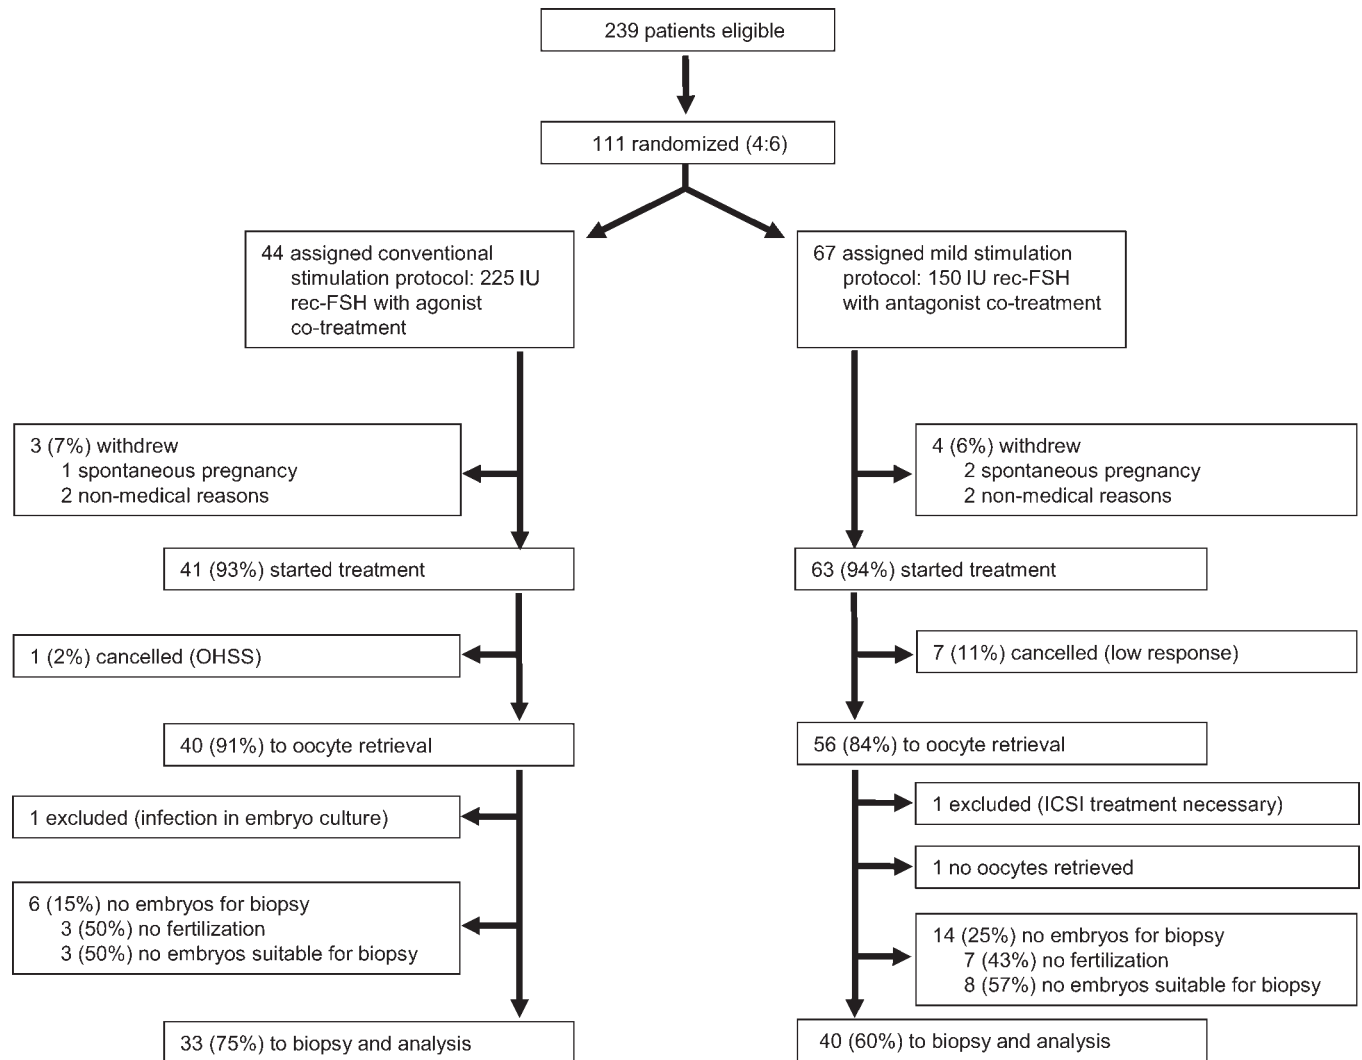 239 patients eligible
111 randomized (4:6)
44 assigned conventional
stimulation protocol: 225 IU
rec-FSH with agonist
co-treatment
67 assigned mild stimulation
protocol: 150 IU rec-FSH
with antagonist co-treatment
3 (7%) withdrew
1 spontaneous pregnancy
2 non-medical reasons
4 (6%) withdrew
2 spontaneous pregnancy
2 non-medical reasons
41 (93%) started treatment
63 (94%) started treatment
1 (2%) cancelled (OHSS)
7 (11%) cancelled (low response)
40 (91%) to oocyte retrieval
56 (84%) to oocyte retrieval
1 excluded (infection in embryo culture)
1 excluded (ICSI treatment necessary)
1 no oocytes retrieved
6 (15%) no embryos for biopsy
3 (50%) no fertilization
3 (50%) no embryos suitable for biopsy
14 (25%) no embryos for biopsy
7 (43%) no fertilization
8 (57%) no embryos suitable for biopsy
33 (75%) to biopsy and analysis
40 (60%) to biopsy and analysis